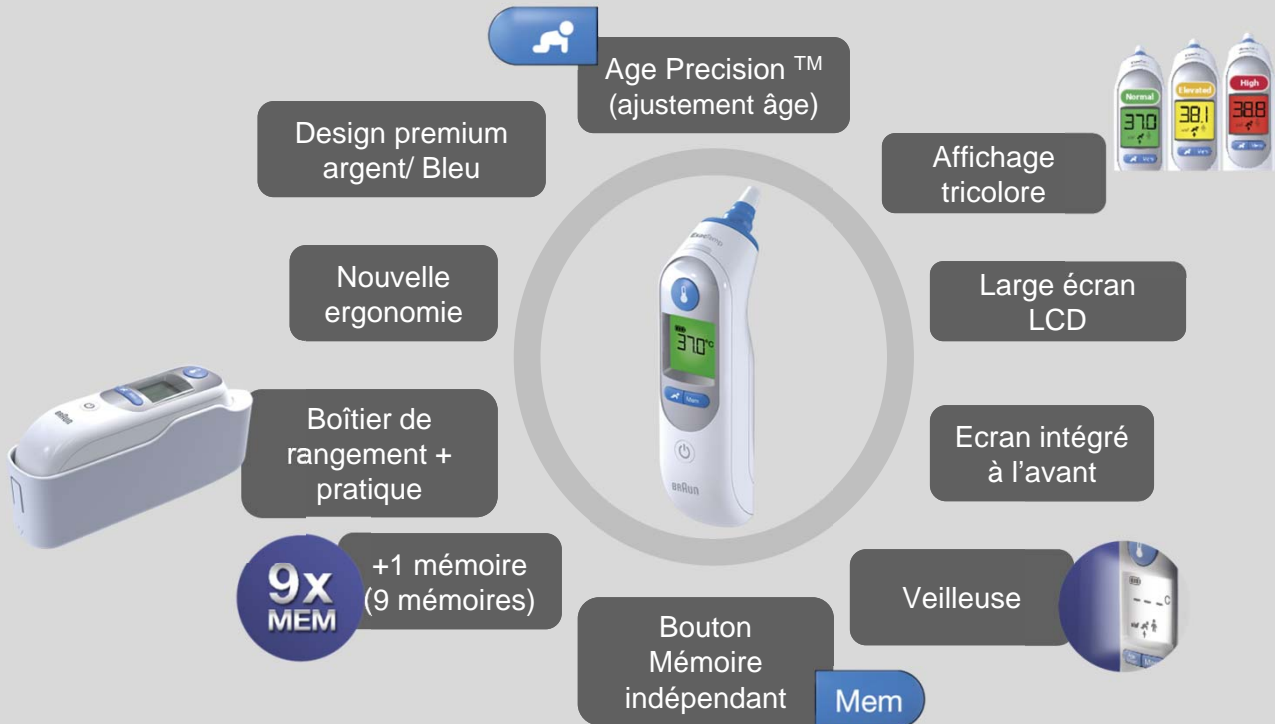 Age Precision TM
(ajustement âge)
Design premium
argent/ Bleu
Normal
37.0
Elevated
38.1
High
38.8
Affichage
tricolore
Nouvelle
ergonomie
ExacTemp
37.0°C
Mem
BRAUN
Large écran
LCD
BRAUN
Boîtier de
rangement +
pratique
Ecran intégré
à l’avant
9x
MEM
+1 mémoire
(9 mémoires)
Veilleuse
- - - °C
Bouton
Mémoire
indépendant
Mem